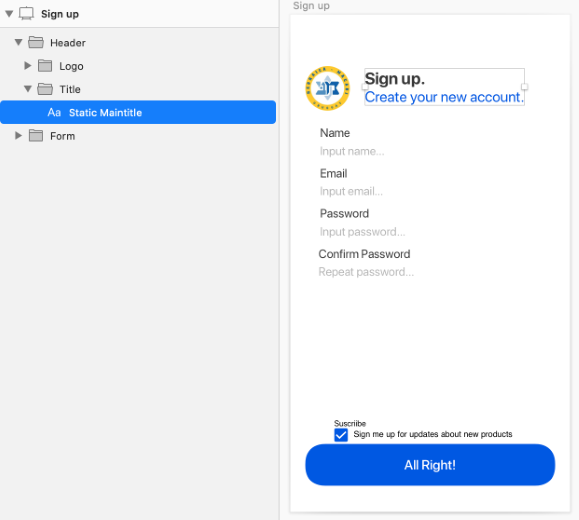 Sign up
Header
Logo
Title
Aa Static Maintitle
Form
Sign up
Sign up.
Create your new account.
Name
Input name...
Email
Input email...
Password
Input password...
Confirm Password
Repeat password...
Suscribe
Sign me up for updates about new products
All Right!